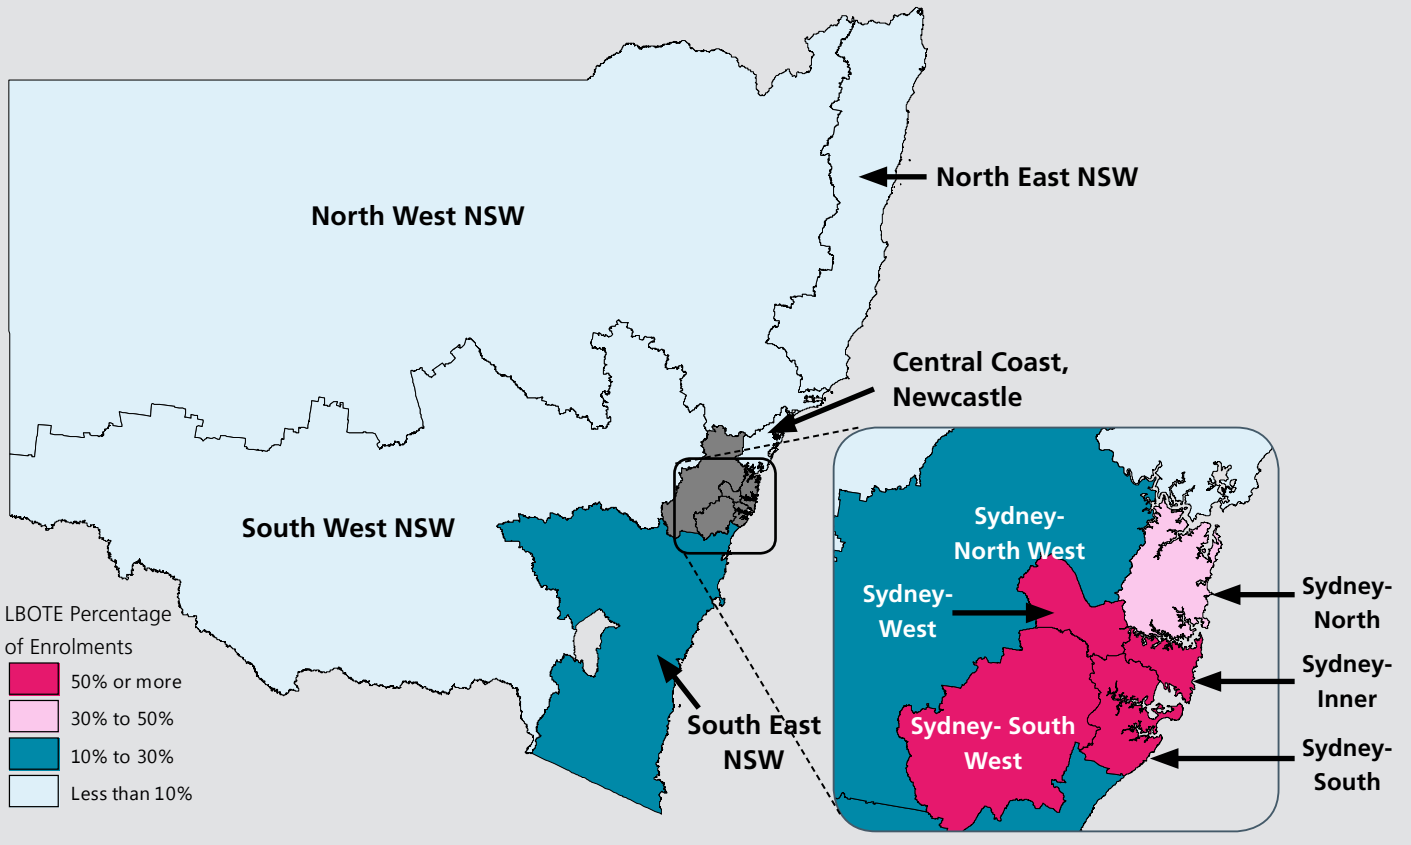 North East NSW
North West NSW
Central Coast,
Newcastle
South West NSW
South East
NSW
LBOTE Percentage
of Enrolments
50% or more
30% to 50%
10% to 30%
Less than 10%
Sydney-
North West
Sydney-
West
Sydney-
North
Sydney-
Inner
Sydney- South
West
Sydney-
South